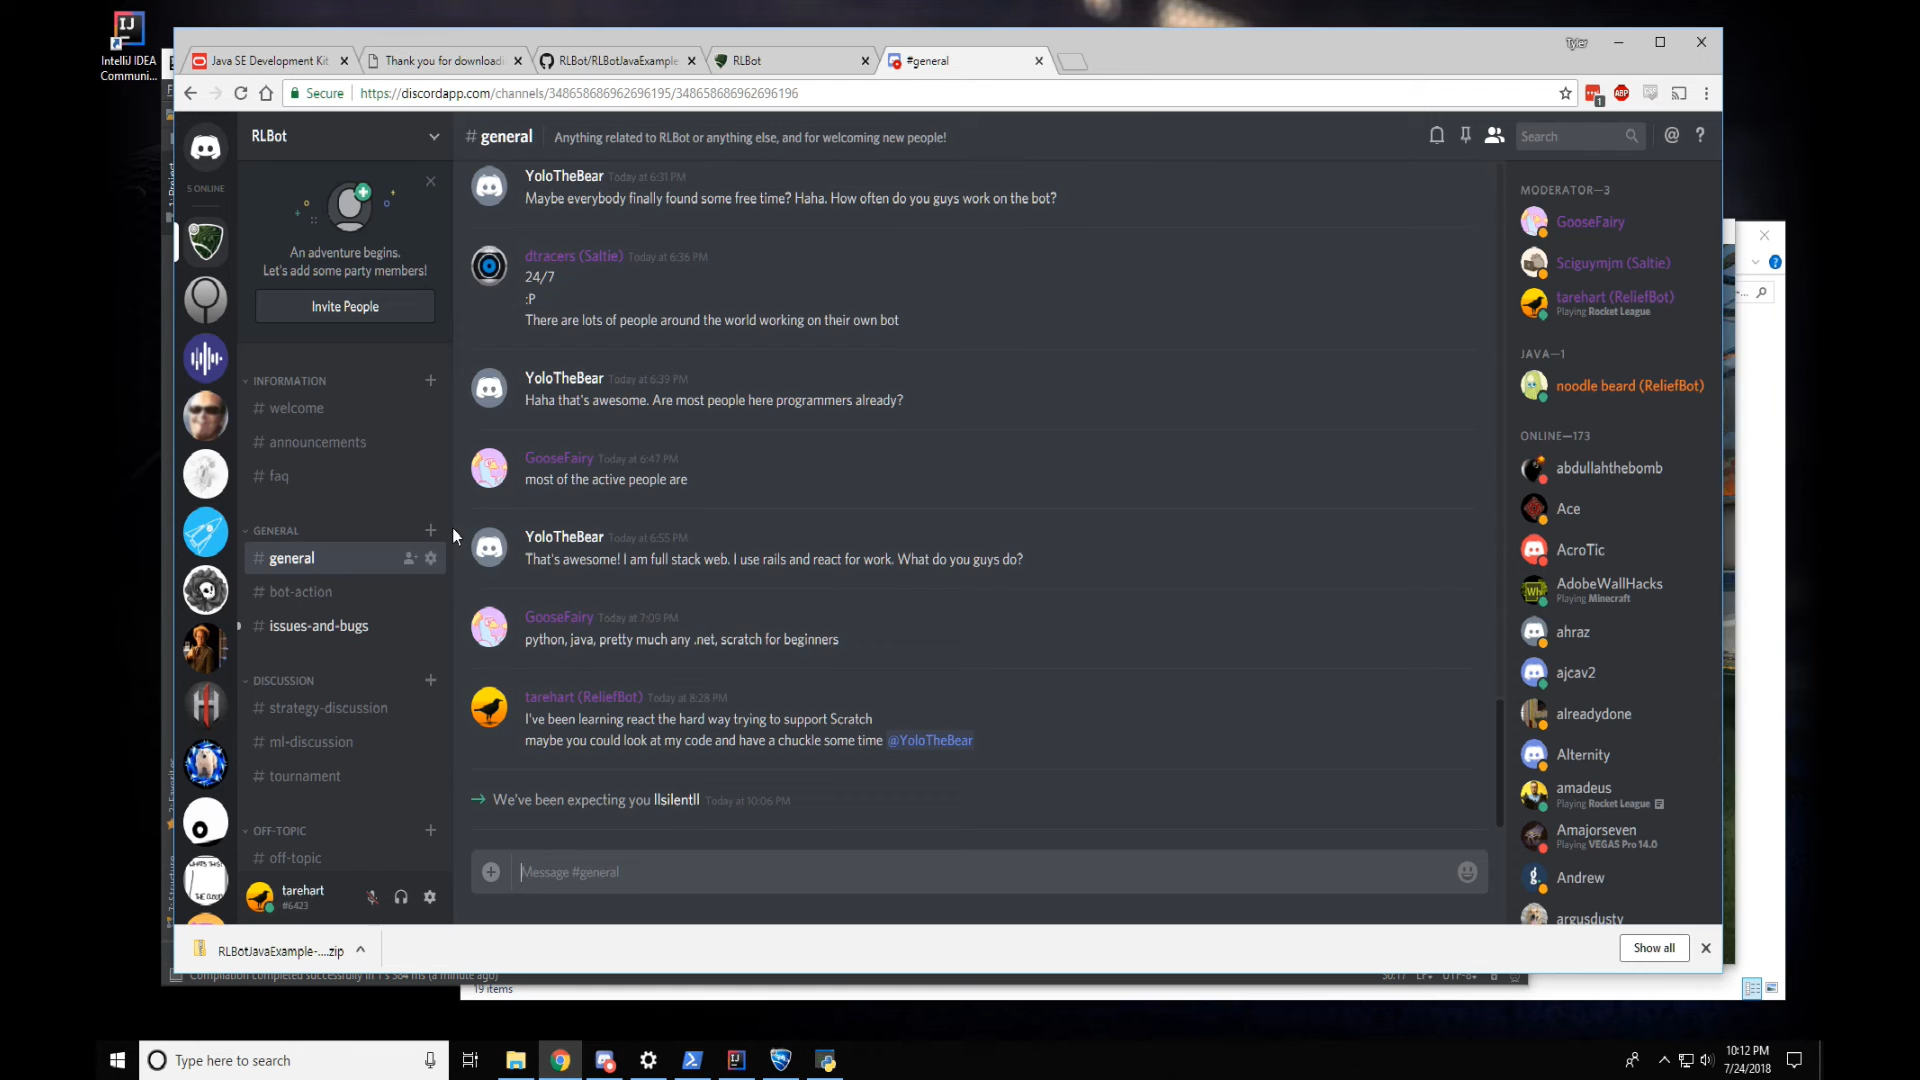 IntelliJ IDEA
Communi...
Java SE Development Kit
Thank you for downloadi
RLBot/RLBotJavaExample
RLBot
#general
Tyler
Secure
https://discordapp.com/channels/348658686962696195/348658686962696196
RLBot
# general
Anything related to RLBot or anything else, and for welcoming new people!
Search
5 ONLINE
An adventure begins.
Let's add some party members!
Invite People
INFORMATION
# welcome
# announcements
# faq
GENERAL
# general
# bot-action
# issues-and-bugs
DISCUSSION
# strategy-discussion
# ml-discussion
# tournament
OFF-TOPIC
# off-topic
tarehart
#6423
YoloTheBear Today at 6:31 PM
Maybe everybody finally found some free time? Haha. How often do you guys work on the bot?
dtracers (Saltie) Today at 6:36 PM
24/7
:P
There are lots of people around the world working on their own bot
YoloTheBear Today at 6:39 PM
Haha that's awesome. Are most people here programmers already?
GooseFairy Today at 6:47 PM
most of the active people are
YoloTheBear Today at 6:55 PM
That's awesome! I am full stack web. I use rails and react for work. What do you guys do?
GooseFairy Today at 7:09 PM
python, java, pretty much any .net, scratch for beginners
tarehart (ReliefBot) Today at 8:28 PM
I've been learning react the hard way trying to support Scratch
maybe you could look at my code and have a chuckle some time @YoloTheBear
We've been expecting you llsilentll Today at 10:06 PM
Message #general
MODERATOR—3
GooseFairy
Sciguymjm (Saltie)
tarehart (ReliefBot)
Playing Rocket League
JAVA—1
noodle beard (ReliefBot)
ONLINE—173
abdullahthebomb
Ace
AcroTic
AdobeWallHacks
Playing Minecraft
ahraz
ajcav2
alreadydone
Alternity
amadeus
Playing Rocket League
Amajorseven
Playing VEGAS Pro 14.0
Andrew
argusdusty
RLBotJavaExample-....zip
Show all
Compilation completed successfully in 1 s 584 ms (a minute ago)
19 items
Type here to search
10:12 PM
7/24/2018